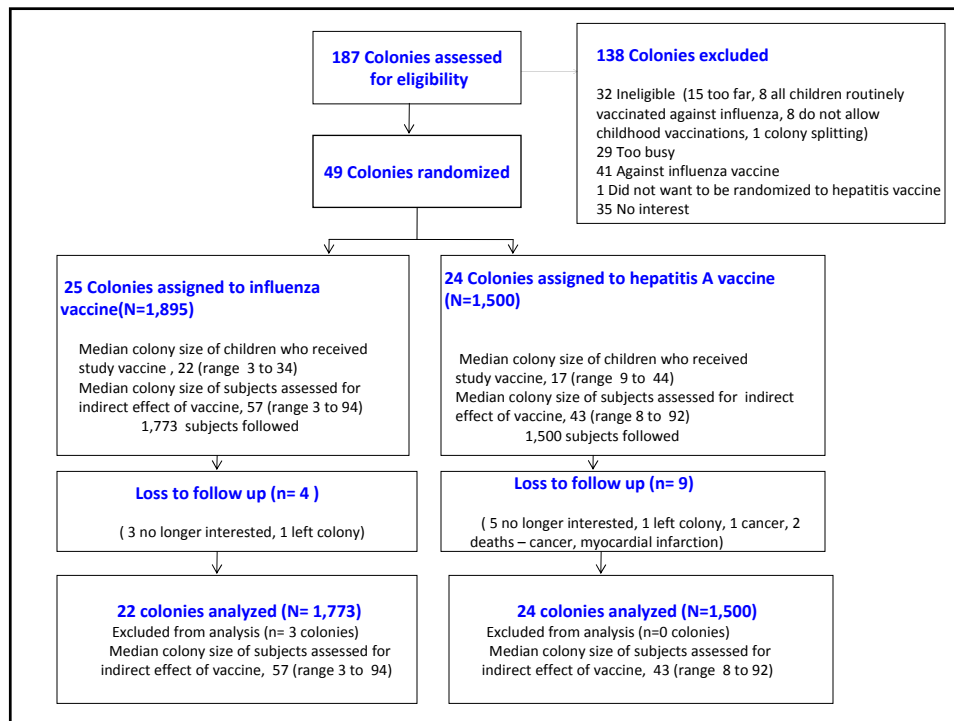 187 Colonies assessed
for eligibility
138 Colonies excluded
32 Ineligible (15 too far, 8 all children routinely
vaccinated against influenza, 8 do not allow
childhood vaccinations, 1 colony splitting)
29 Too busy
41 Against influenza vaccine
1 Did not want to be randomized to hepatitis vaccine
35 No interest
49 Colonies randomized
25 Colonies assigned to influenza
vaccine(N=1,895)
Median colony size of children who received
study vaccine , 22 (range 3 to 34)
Median colony size of subjects assessed for
indirect effect of vaccine, 57 (range 3 to 94)
1,773 subjects followed
24 Colonies assigned to hepatitis A vaccine
(N=1,500)
Median colony size of children who received
study vaccine, 17 (range 9 to 44)
Median colony size of subjects assessed for indirect
effect of vaccine, 43 (range 8 to 92)
1,500 subjects followed
Loss to follow up (n= 4 )
( 3 no longer interested, 1 left colony)
Loss to follow up (n= 9)
( 5 no longer interested, 1 left colony, 1 cancer, 2
deaths – cancer, myocardial infarction)
22 colonies analyzed (N= 1,773)
Excluded from analysis (n= 3 colonies)
Median colony size of subjects assessed for
indirect effect of vaccine, 57 (range 3 to 94)
24 colonies analyzed (N=1,500)
Excluded from analysis (n=0 colonies)
Median colony size of subjects assessed for
indirect effect of vaccine, 43 (range 8 to 92)